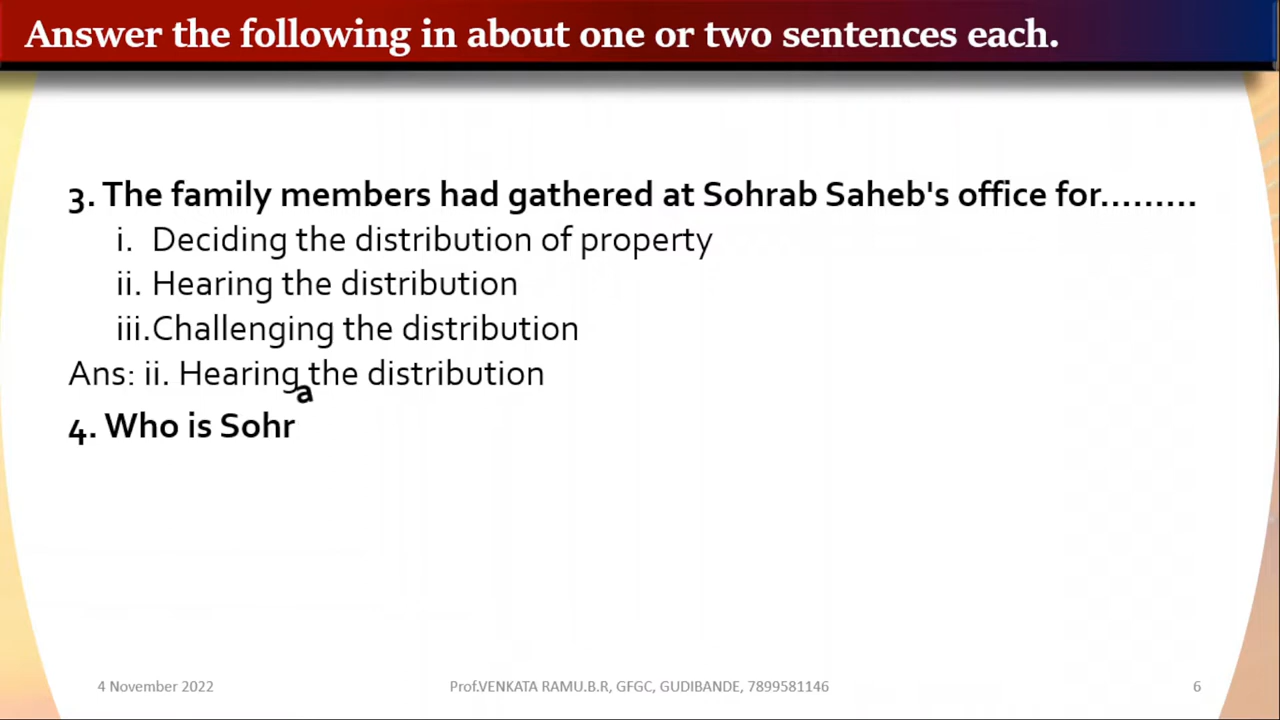 Answer the following in about one or two sentences each.
3. The family members had gathered at Sohrab Saheb's office for.........
i. Deciding the distribution of property
ii. Hearing the distribution
iii.Challenging the distribution
Ans: ii. Hearing the distribution
4. Who is Sohra
4 November 2022
Prof.VENKATA RAMU.B.R, GFGC, GUDIBANDE, 7899581146
6